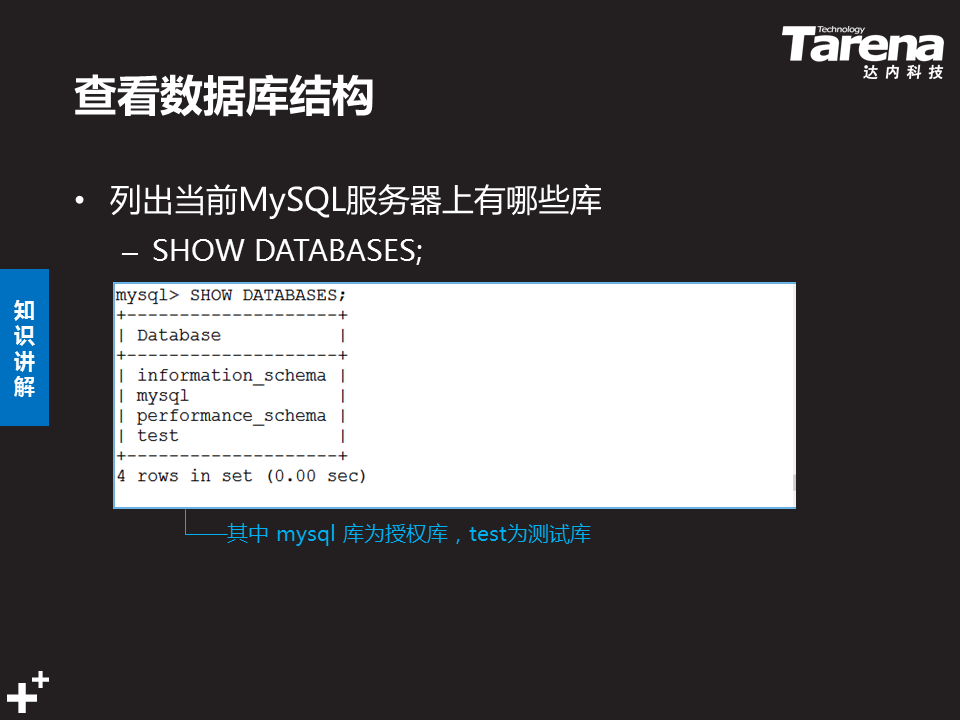 Technology
Tarena
达内科技
查看数据库结构
• 列出当前MySQL服务器上有哪些库
– SHOW DATABASES;
知识讲解
mysql> SHOW DATABASES;
+--------------------+
| Database           |
+--------------------+
| information_schema |
| mysql              |
| performance_schema |
| test               |
+--------------------+
4 rows in set (0.00 sec)
其中 mysql 库为授权库，test为测试库